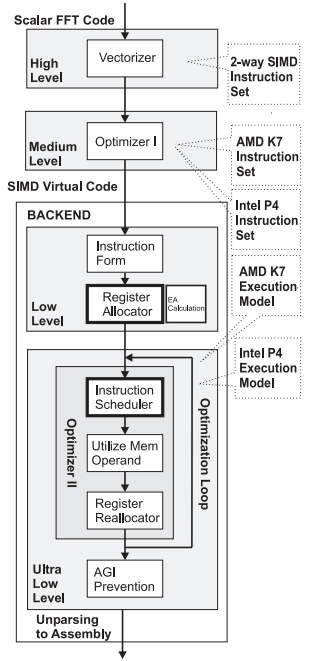 Scalar FFT Code
Vectorizer
High
Level
2-way SIMD
Instruction
Set
Optimizer I
Medium
Level
AMD K7
Instruction
Set
SIMD Virtual Code
Intel P4
Instruction
Set
BACKEND
Instruction
Form
Register
Allocator
EA
Calculation
Low
Level
AMD K7
Execution
Model
Intel P4
Execution
Model
Instruction
Scheduler
Utilize Mem
Operand
Register
Reallocator
Optimizer II
Optimization Loop
AGI
Prevention
Ultra
Low
Level
Unparsing
to Assembly